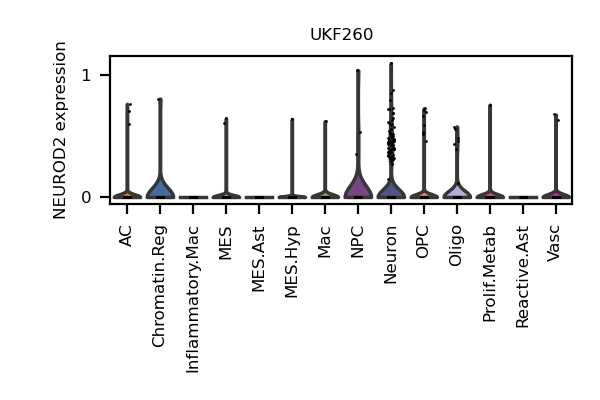 UKF260
NEUROD2 expression
1
0
AC
Chromatin.Reg
Inflammatory.Mac
MES
MES.Ast
MES.Hyp
Mac
NPC
Neuron
OPC
Oligo
Prolif.Metab
Reactive.Ast
Vasc